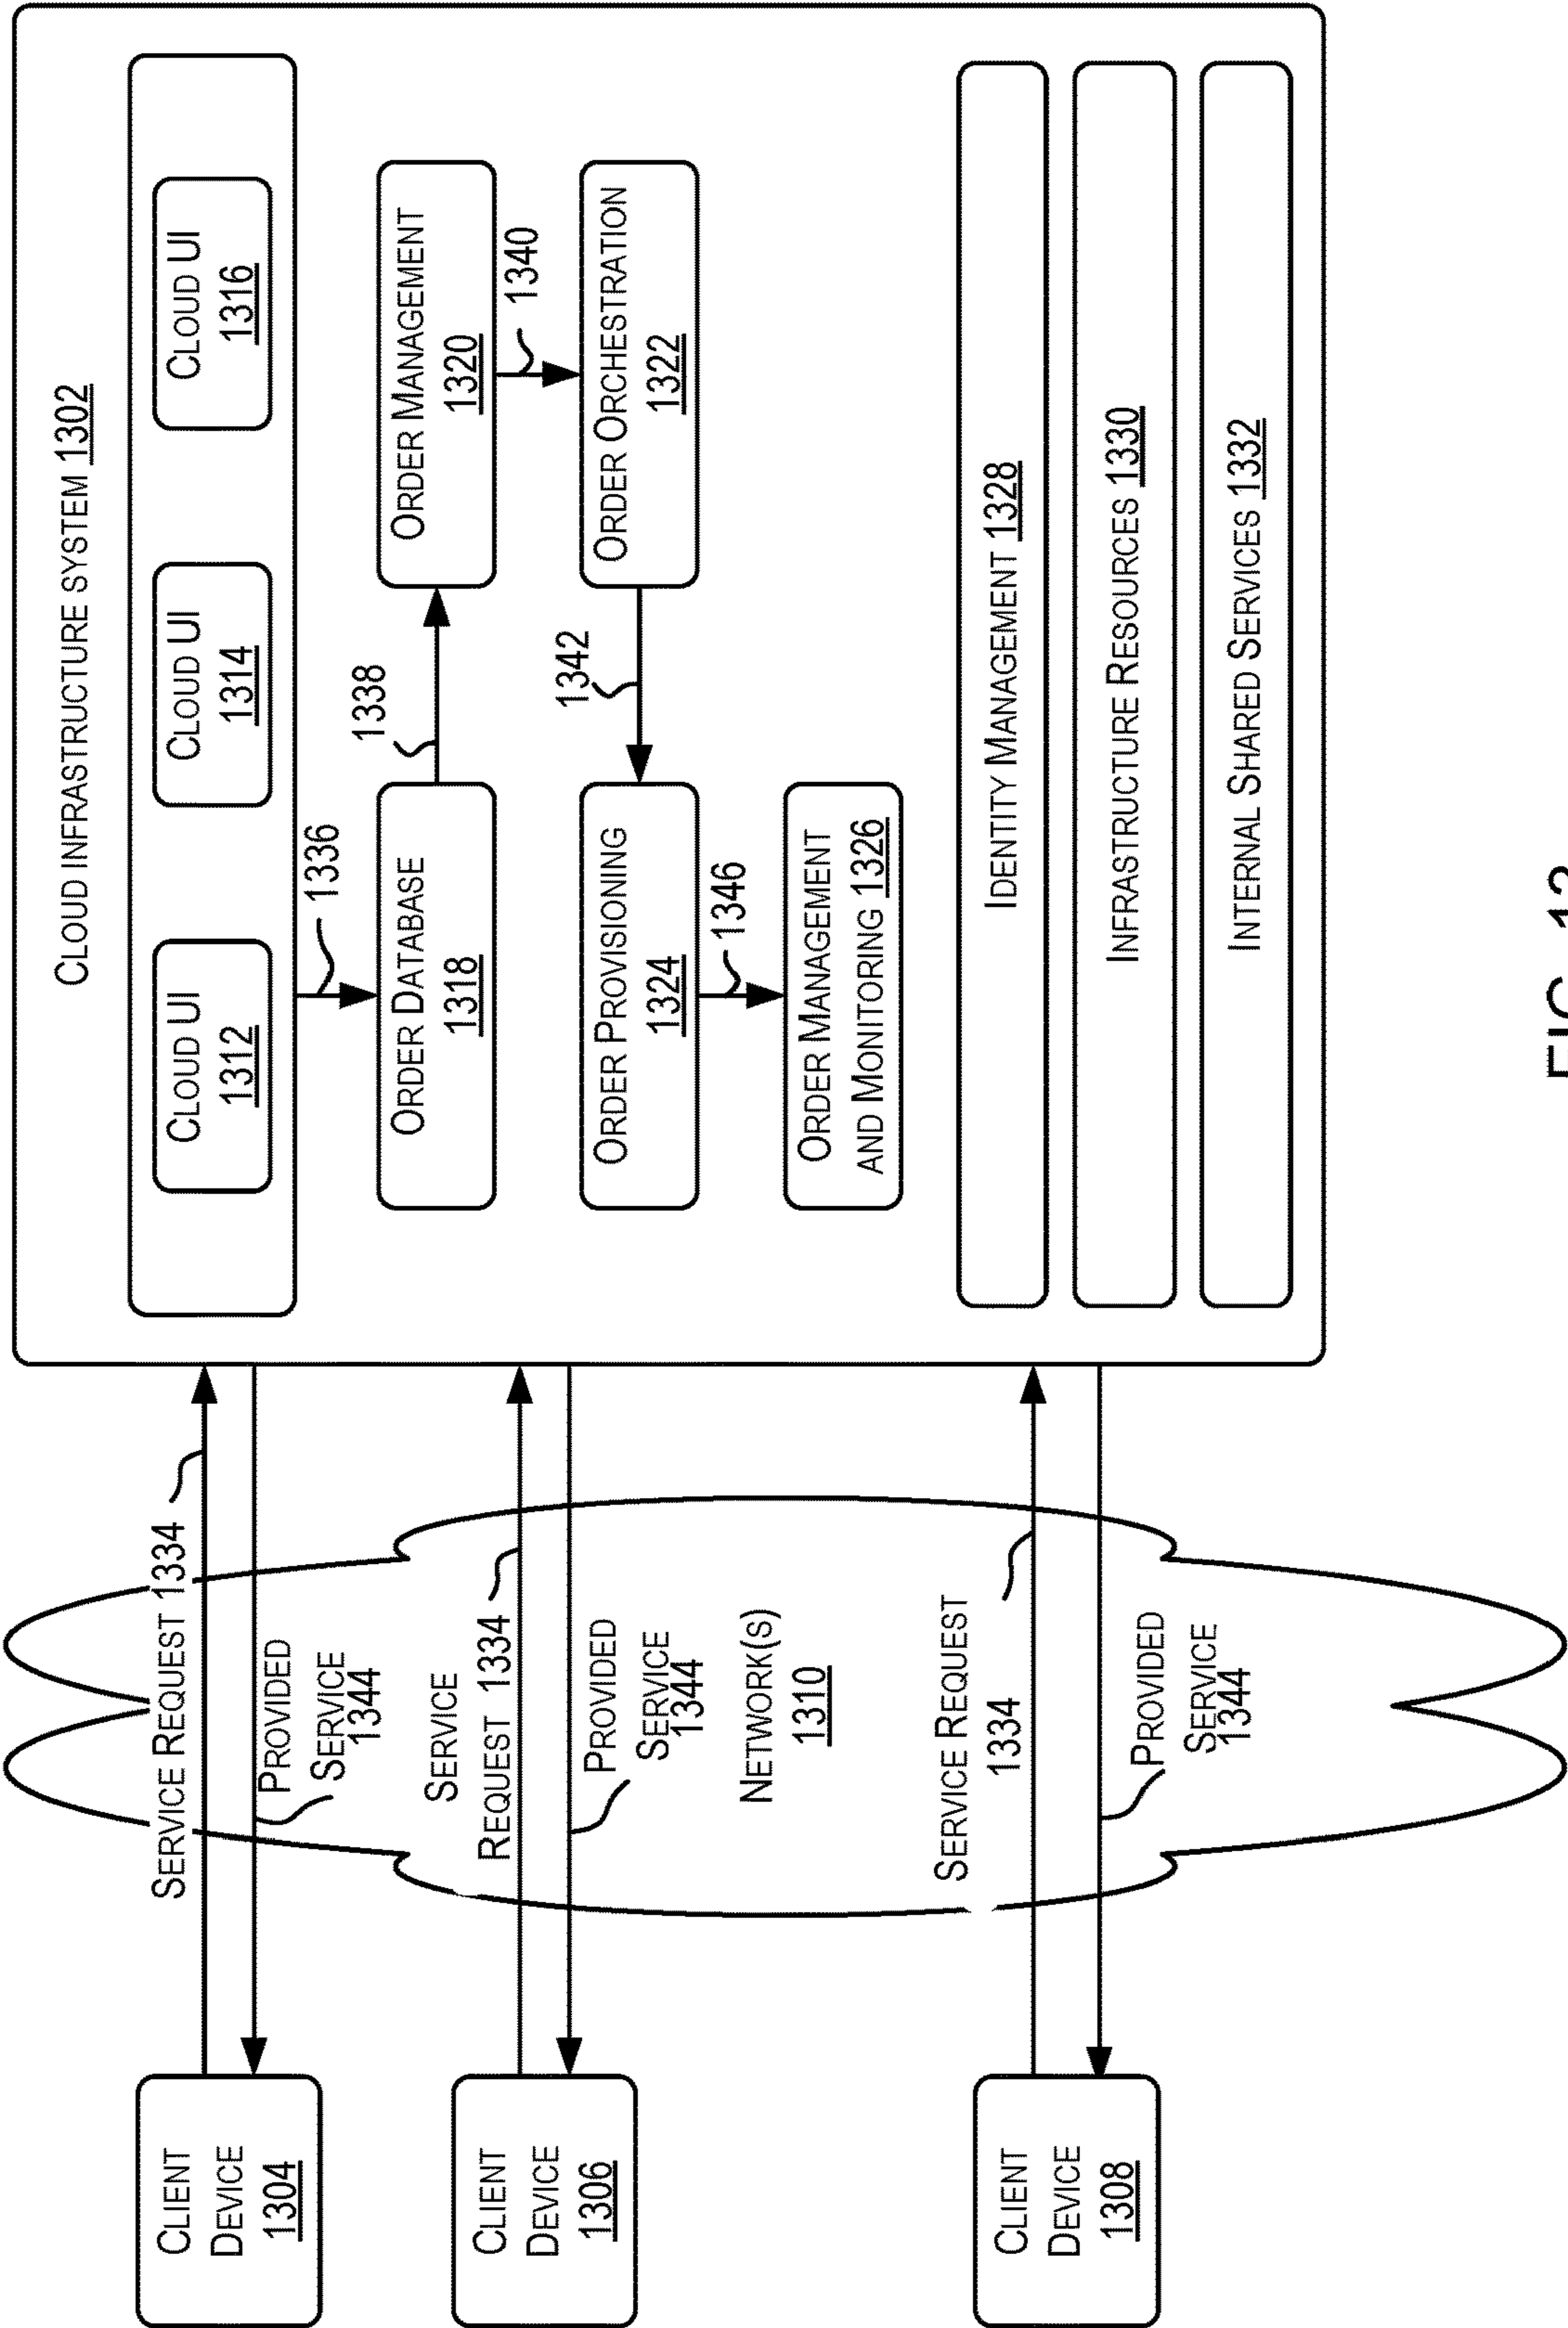 CLOUD INFRASTRUCTURE SYSTEM 1302
CLOUD UI
1312
CLOUD UI
1314
CLOUD UI
1316
1336
ORDER DATABASE
1318
1338
ORDER MANAGEMENT
1320
1340
ORDER ORCHESTRATION
1322
1342
ORDER PROVISIONING
1324
1346
ORDER MANAGEMENT
AND MONITORING 1326
IDENTITY MANAGEMENT 1328
INFRASTRUCTURE RESOURCES 1330
INTERNAL SHARED SERVICES 1332
SERVICE REQUEST 1334
PROVIDED
SERVICE
1344
SERVICE
REQUEST 1334
PROVIDED
SERVICE
1344
NETWORK(S)
1310
SERVICE REQUEST
1334
PROVIDED
SERVICE
1344
CLIENT
DEVICE
1304
CLIENT
DEVICE
1306
CLIENT
DEVICE
1308